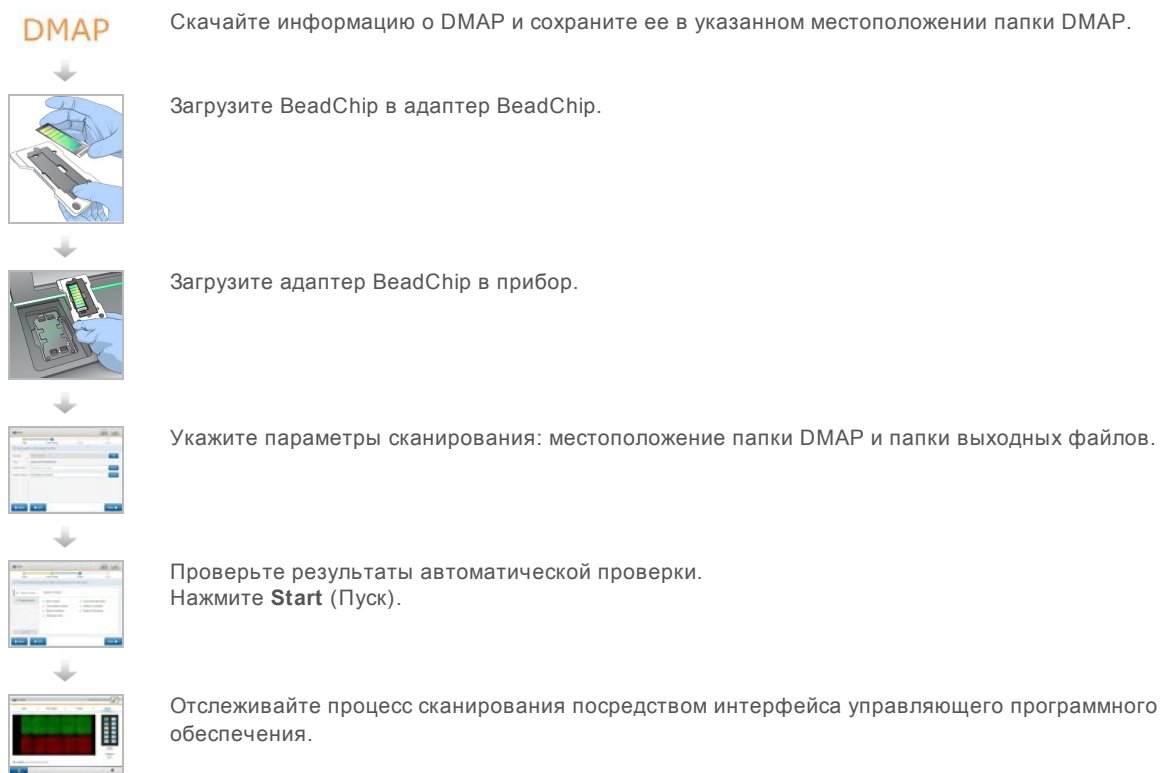 DMAP
Скачайте информацию о DMAP и сохраните ее в указанном местоположении папки DMAP.
Загрузите BeadChip в адаптер BeadChip.
Загрузите адаптер BeadChip в прибор.
Укажите параметры сканирования: местоположение папки DMAP и папки выходных файлов.
Проверьте результаты автоматической проверки.
Нажмите Start (Пуск).
Отслеживайте процесс сканирования посредством интерфейса управляющего программного
обеспечения.